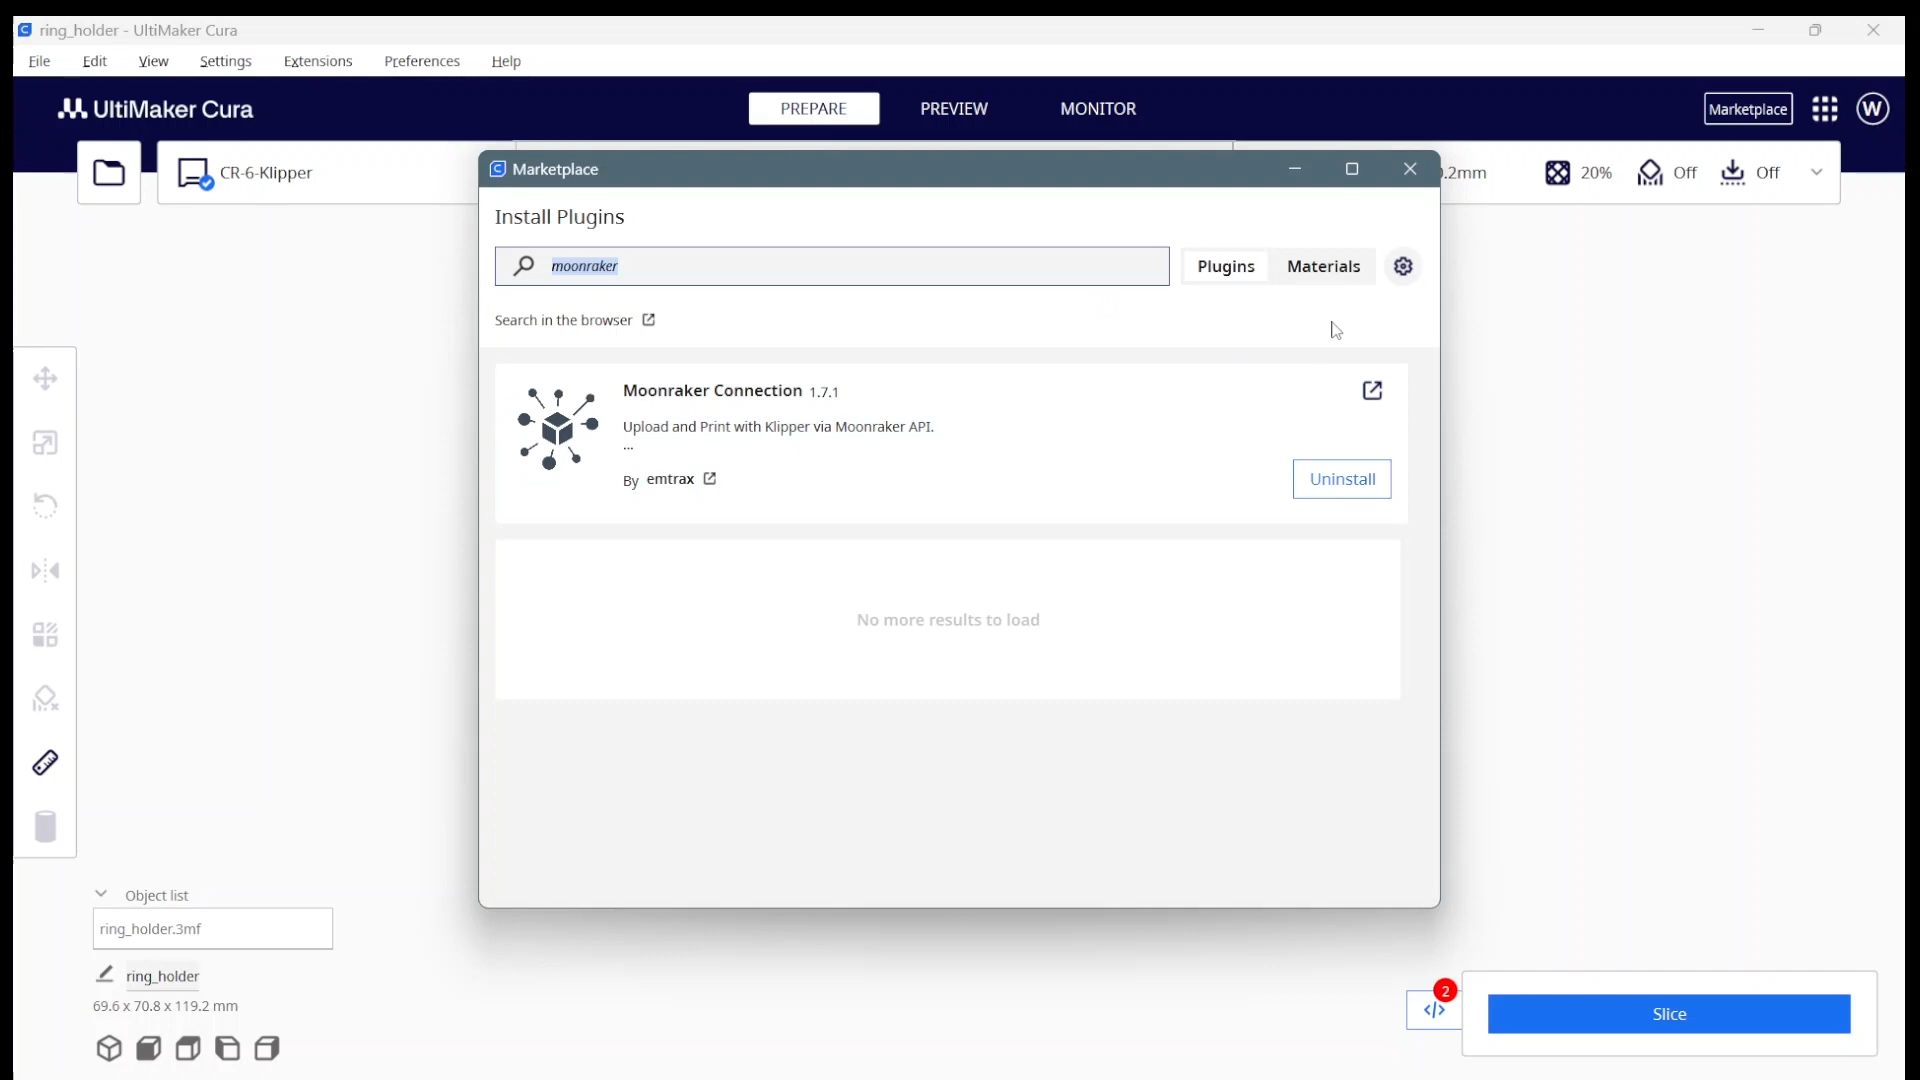 ring_holder - UltiMaker Cura
File Edit View Settings Extensions Preferences Help
UltiMaker Cura
PREPARE PREVIEW MONITOR
Marketplace
W
CR-6-Klipper
.2mm
20%
Off
Off
Marketplace
Install Plugins
moonraker
Plugins
Materials
Search in the browser
Moonraker Connection 1.7.1
Upload and Print with Klipper via Moonraker API.
...
By emtrax
Uninstall
No more results to load
Object list
ring_holder.3mf
ring_holder
69.6 x 70.8 x 119.2 mm
2
</>
Slice